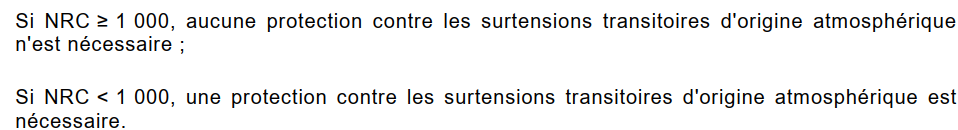 Si NRC ≥ 1 000, aucune protection contre les surtensions transitoires d'origine atmosphérique
n'est nécessaire ;
Si NRC < 1 000, une protection contre les surtensions transitoires d'origine atmosphérique est
nécessaire.